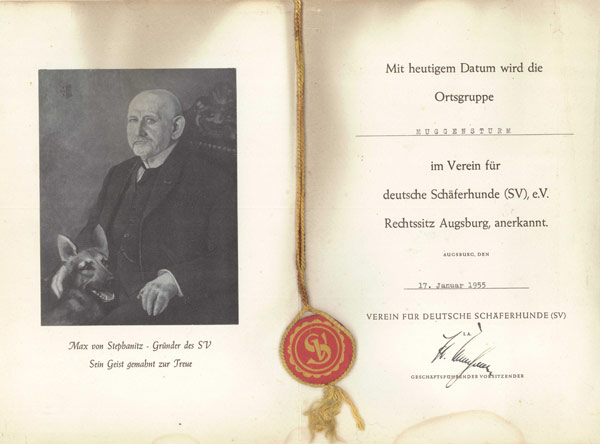 Max von Stephanitz - Gründer des SV
Sein Geist gemahnt zur Treue
Mit heutigem Datum wird die
Ortsgruppe
MUGGENSTURM
im Verein für
deutsche Schäferhunde (SV), e.V.
Rechtssitz Augsburg, anerkannt.
AUGSBURG, DEN
17. Januar 1955
VEREIN FÜR DEUTSCHE SCHÄFERHUNDE (SV)
GESCHÄFTSFÜHRENDER VORSITZENDER
SV